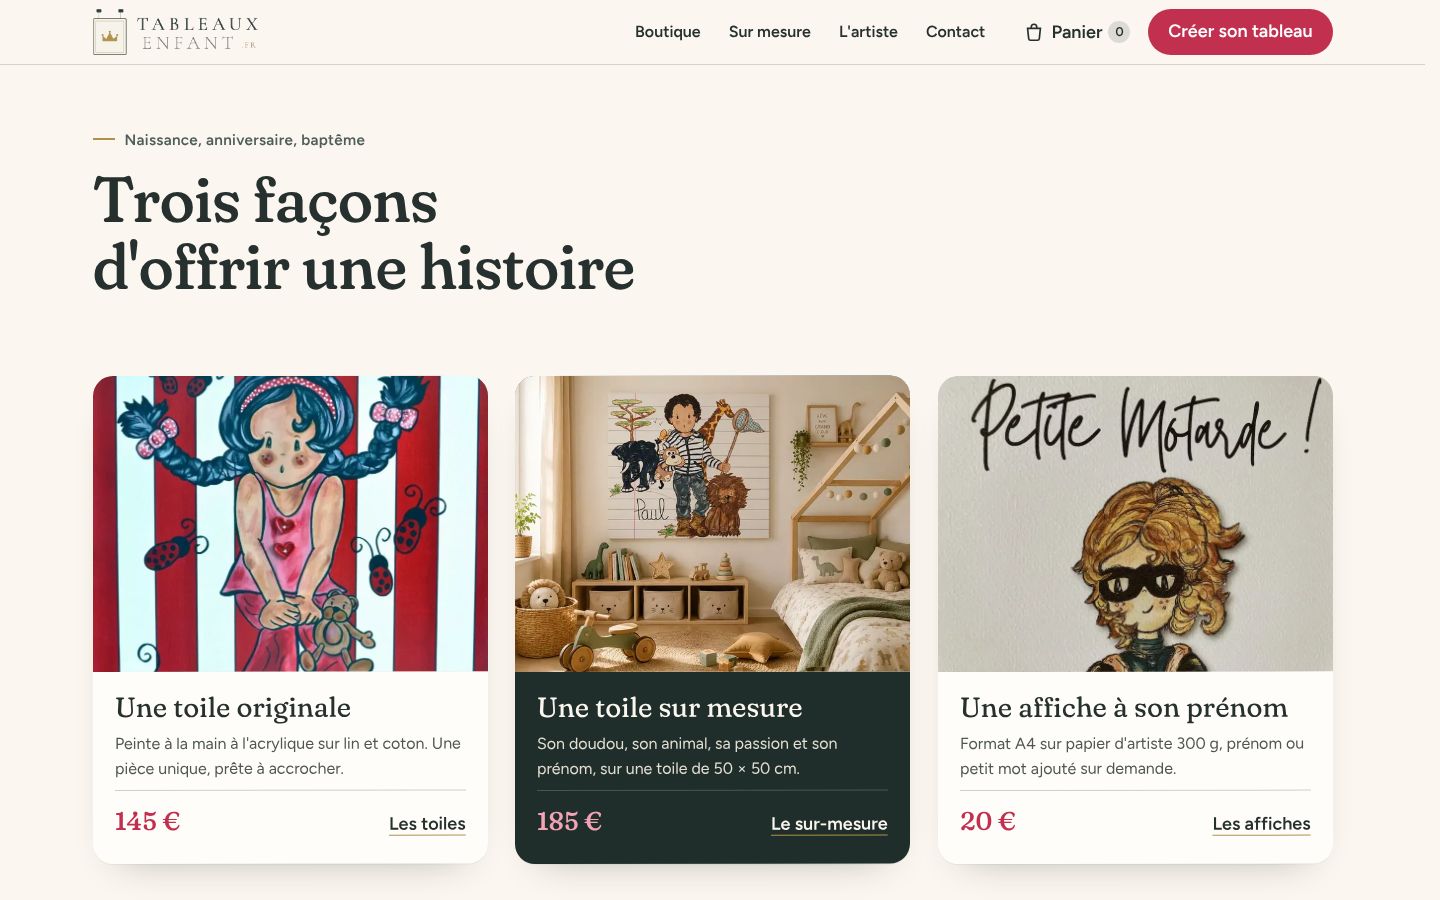 TABLEAUX
ENFANT .FR
Boutique
Sur mesure
L'artiste
Contact
Panier 0
Créer son tableau
Naissance, anniversaire, baptême
Trois façons
d'offrir une histoire
Paul
Petite Motarde !
Une toile originale
Peinte à la main à l'acrylique sur lin et coton. Une
pièce unique, prête à accrocher.
145 €
Les toiles
Une toile sur mesure
Son doudou, son animal, sa passion et son
prénom, sur une toile de 50 × 50 cm.
185 €
Le sur-mesure
Une affiche à son prénom
Format A4 sur papier d'artiste 300 g, prénom ou
petit mot ajouté sur demande.
20 €
Les affiches